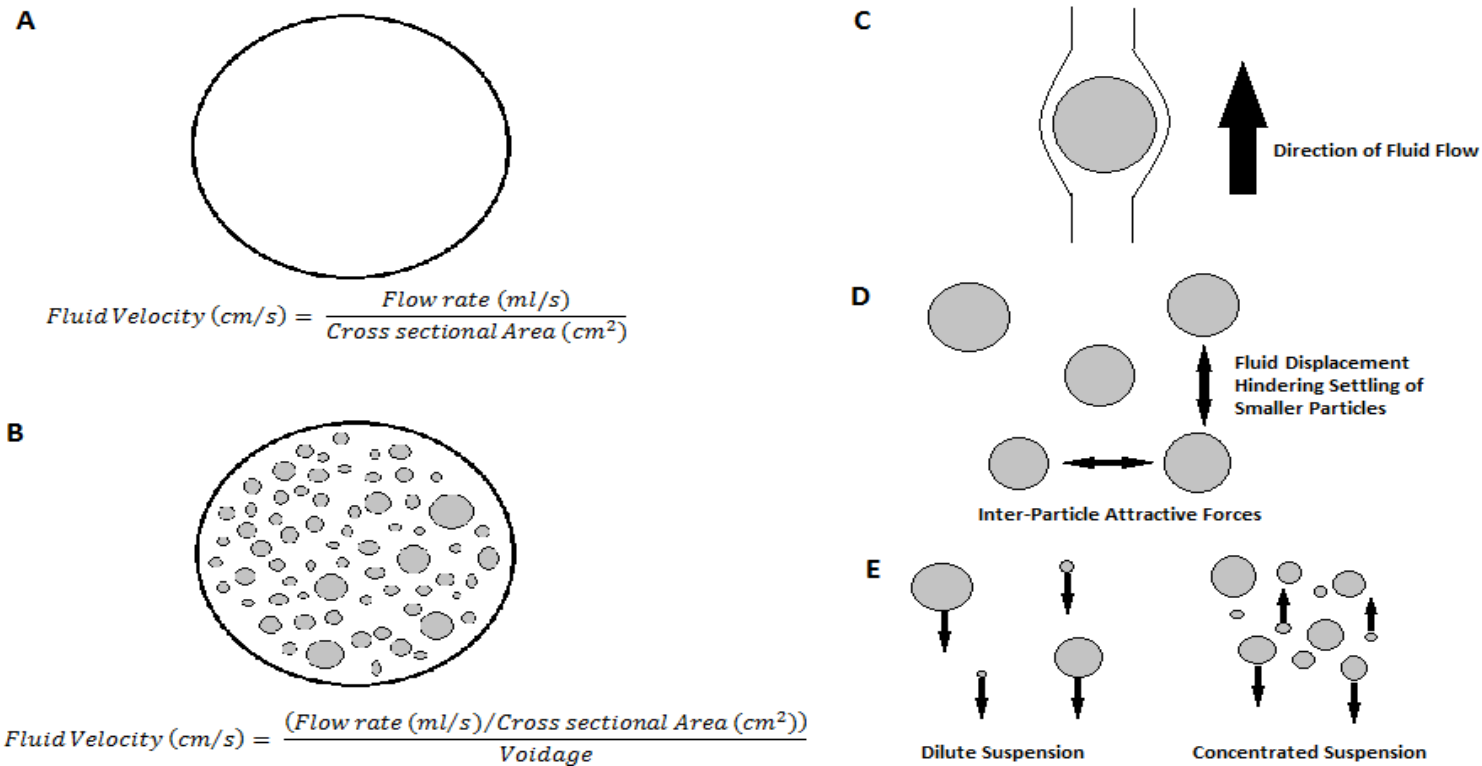 A
Fluid Velocity (cm/s) = Flow rate (ml/s) / Cross sectional Area (cm²)
B
Fluid Velocity (cm/s) = (Flow rate (ml/s)/Cross sectional Area (cm²)) / Voidage
C
Direction of Fluid Flow
D
Fluid Displacement
Hindering Settling of
Smaller Particles
Inter-Particle Attractive Forces
E
Dilute Suspension
Concentrated Suspension